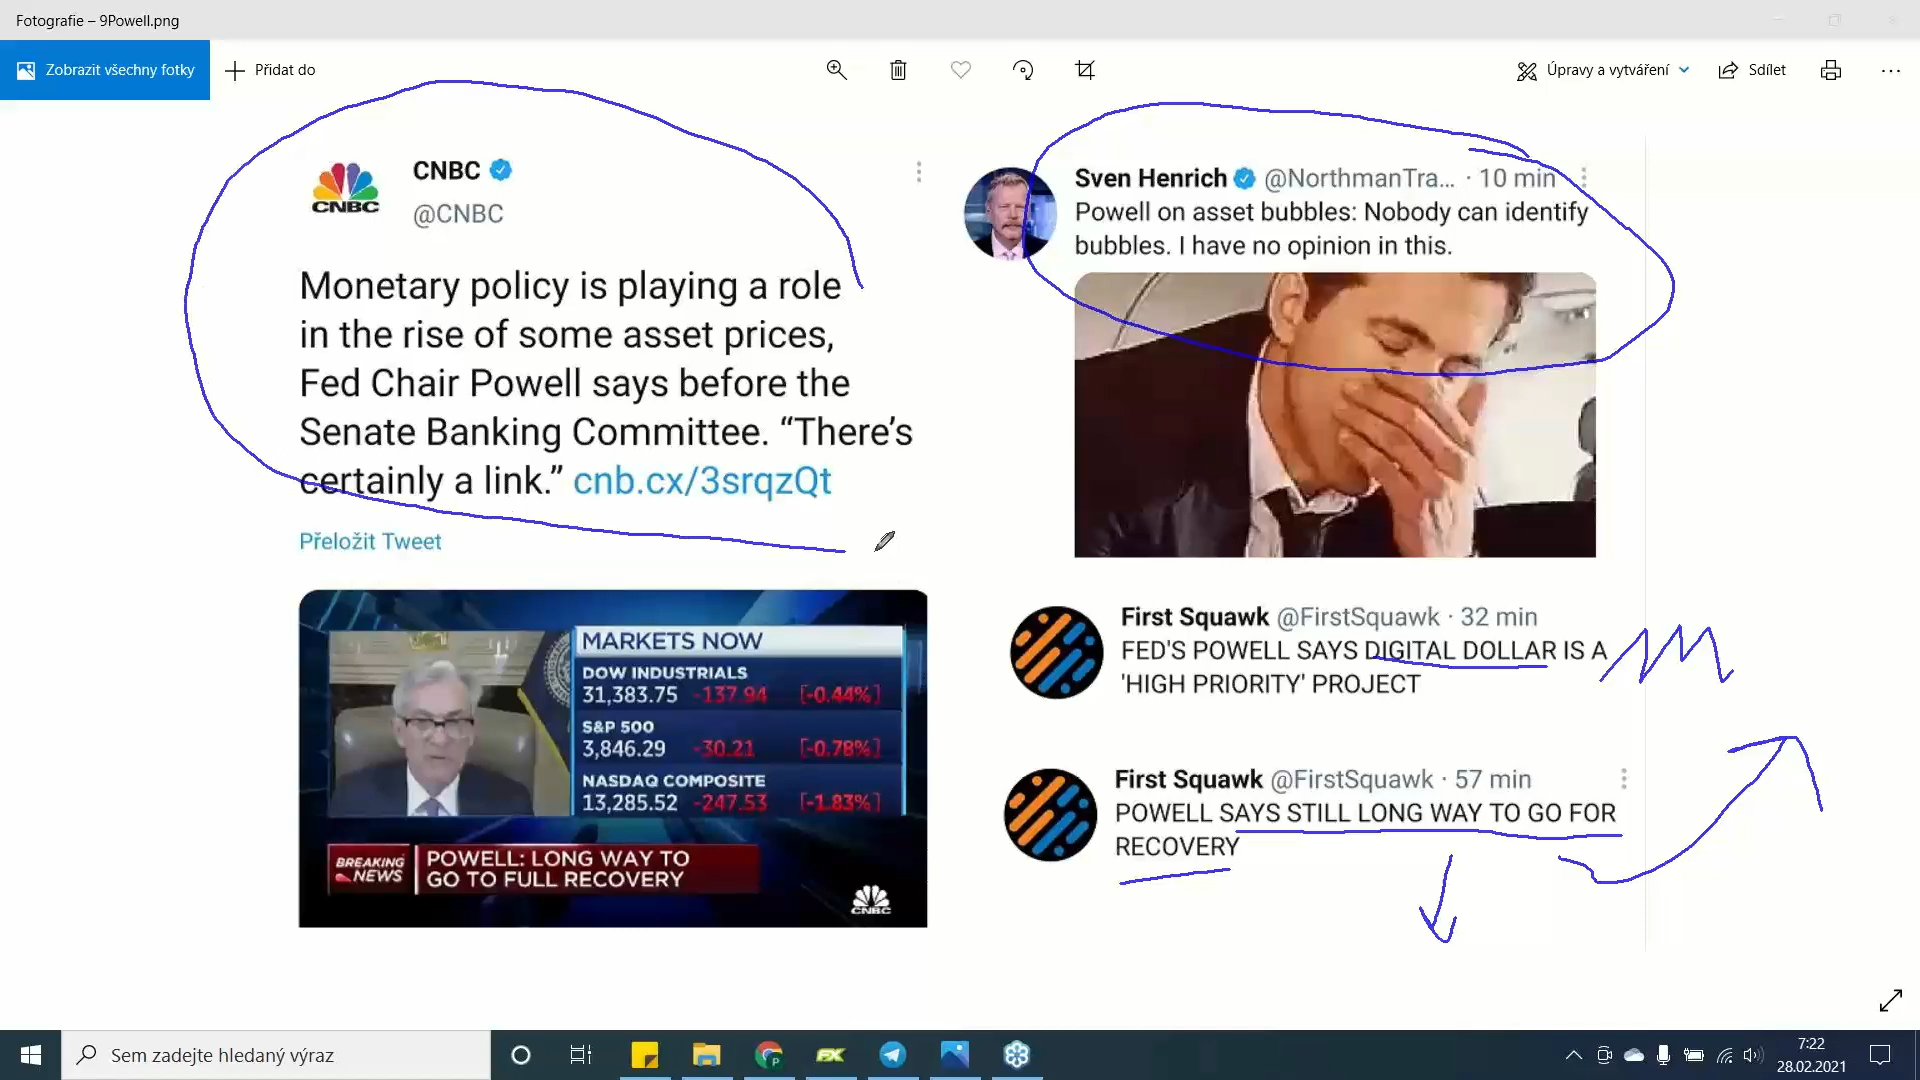 Fotografie – 9Powell.png
Zobrazit všechny fotky
Přidat do
Úpravy a vytváření
Sdílet
CNBC
CNBC
@CNBC
Monetary policy is playing a role
in the rise of some asset prices,
Fed Chair Powell says before the
Senate Banking Committee. “There’s
certainly a link.” cnb.cx/3srqzQt
Přeložit Tweet
MARKETS NOW
DOW INDUSTRIALS
31,383.75 -137.94 [-0.44%]
S&P 500
3,846.29 -30.21 [-0.78%]
NASDAQ COMPOSITE
13,285.52 -247.53 [-1.83%]
BREAKING NEWS
POWELL: LONG WAY TO
GO TO FULL RECOVERY
CNBC
Sven Henrich @NorthmanTra... · 10 min
Powell on asset bubbles: Nobody can identify
bubbles. I have no opinion in this.
First Squawk @FirstSquawk · 32 min
FED'S POWELL SAYS DIGITAL DOLLAR IS A
'HIGH PRIORITY' PROJECT
First Squawk @FirstSquawk · 57 min
POWELL SAYS STILL LONG WAY TO GO FOR
RECOVERY
Sem zadejte hledaný výraz
P
FX
7:22
28.02.2021